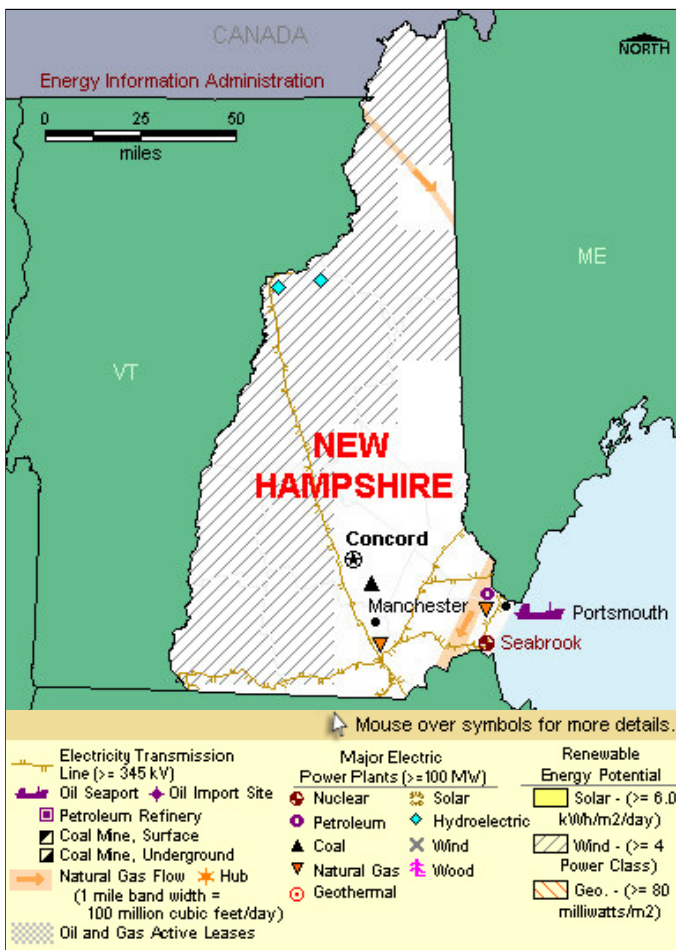 CANADA
NORTH
Energy Information Administration
0 25 50
miles
ME
VT
NEW
HAMPSHIRE
Concord
Manchester
Portsmouth
Seabrook
Mouse over symbols for more details.
Electricity Transmission
Line (>= 345 kV)
Oil Seaport Oil Import Site
Petroleum Refinery
Coal Mine, Surface
Coal Mine, Underground
Natural Gas Flow Hub
(1 mile band width =
100 million cubic feet/day)
Oil and Gas Active Leases
Major Electric
Power Plants (>=100 MW)
Nuclear Solar
Petroleum Hydroelectric
Coal Wind
Natural Gas Wood
Geothermal
Renewable
Energy Potential
Solar - (>= 6.0
kWh/m2/day)
Wind - (>= 4
Power Class)
Geo. - (>= 80
milliwatts/m2)